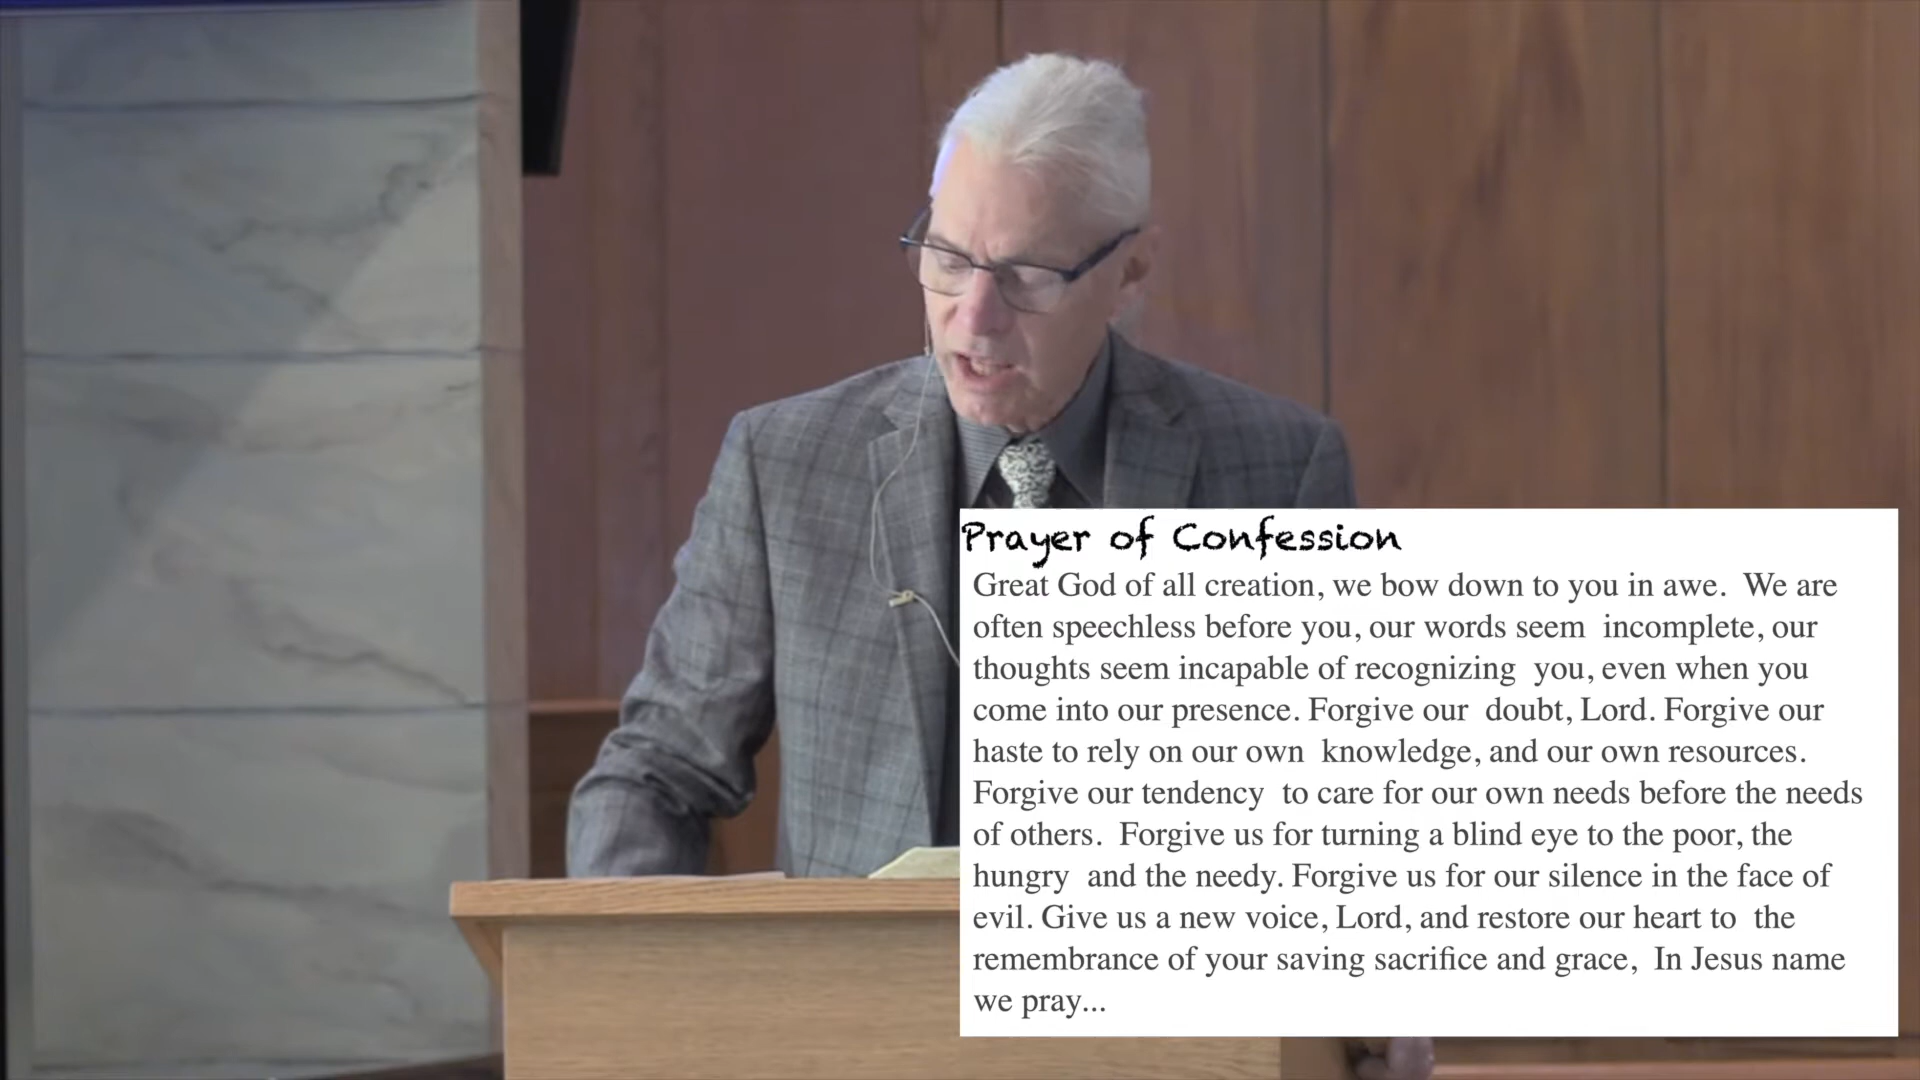 Prayer of Confession
Great God of all creation, we bow down to you in awe.  We are
often speechless before you, our words seem  incomplete, our
thoughts seem incapable of recognizing  you, even when you
come into our presence. Forgive our  doubt, Lord. Forgive our
haste to rely on our own  knowledge, and our own resources.
Forgive our tendency  to care for our own needs before the needs
of others.  Forgive us for turning a blind eye to the poor, the
hungry  and the needy. Forgive us for our silence in the face of
evil. Give us a new voice, Lord, and restore our heart to  the
remembrance of your saving sacrifice and grace,  In Jesus name
we pray...